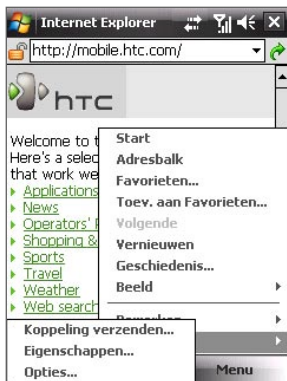 Internet Explorer
http://mobile.htc.com/
hTC
Welcome to t
Here's a selec
that work we
Applications
News
Operators'
Shopping &
Sports
Travel
Weather
Web search
Start
Adresbalk
Favorieten...
Toev. aan Favorieten...
Volgende
Vernieuwen
Geschiedenis...
Beeld
Koppeling verzenden...
Eigenschappen...
Opties...
Menu